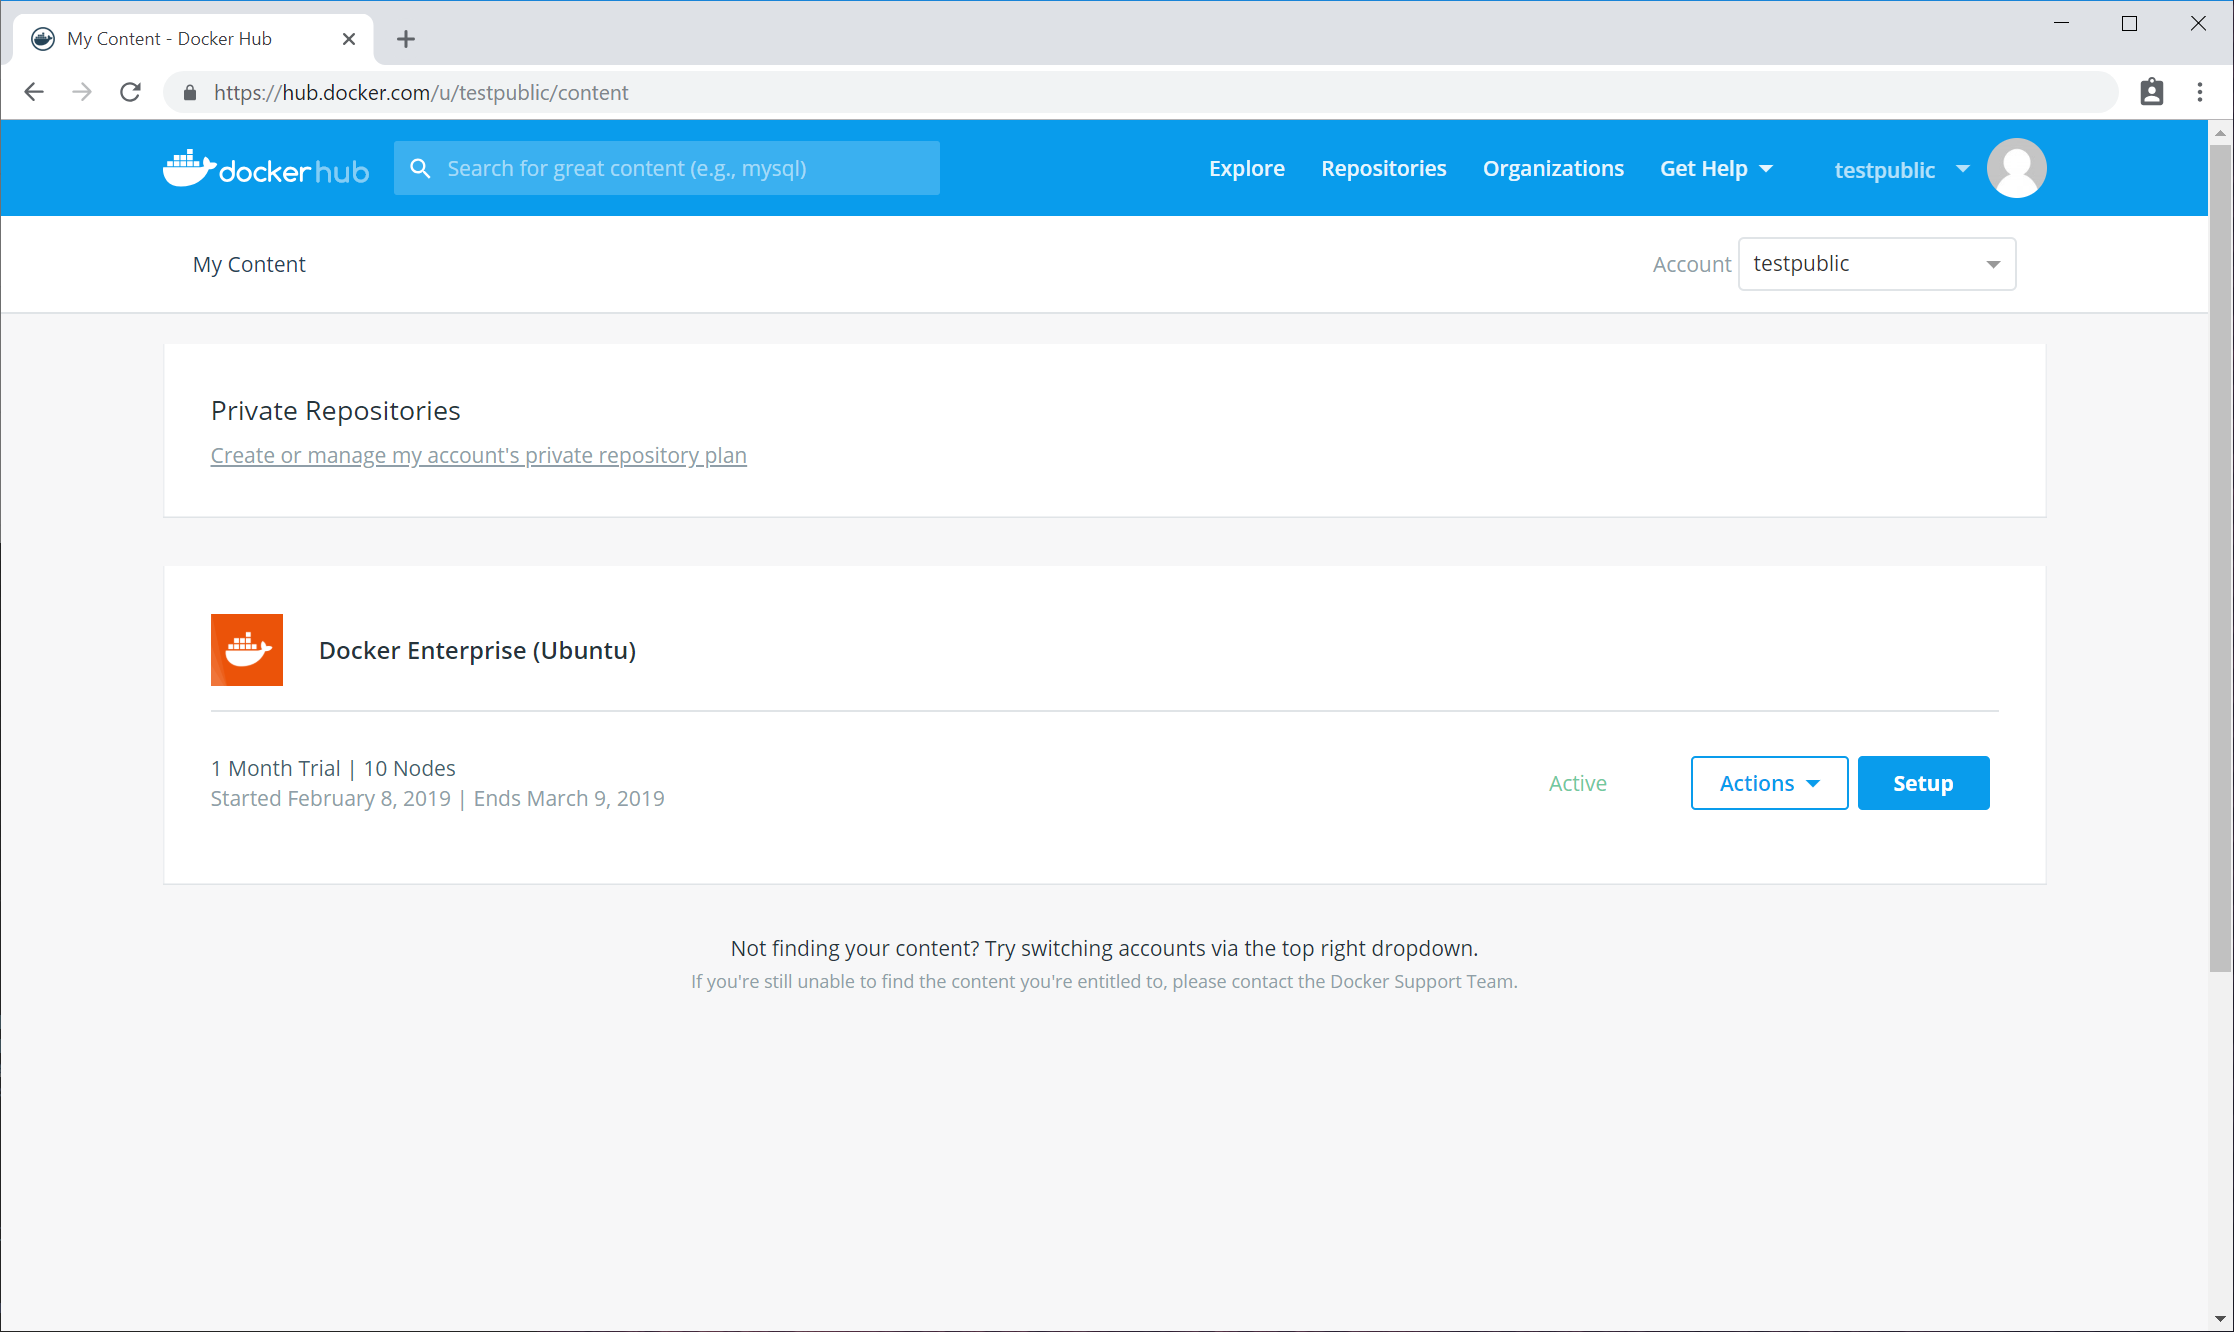 My Content - Docker Hub
https://hub.docker.com/u/testpublic/content
dockerhub
Search for great content (e.g., mysql)
Explore
Repositories
Organizations
Get Help
testpublic
My Content
Account
testpublic
Private Repositories
Create or manage my account's private repository plan
Docker Enterprise (Ubuntu)
1 Month Trial | 10 Nodes
Started February 8, 2019 | Ends March 9, 2019
Active
Actions
Setup
Not finding your content? Try switching accounts via the top right dropdown.
If you're still unable to find the content you're entitled to, please contact the Docker Support Team.